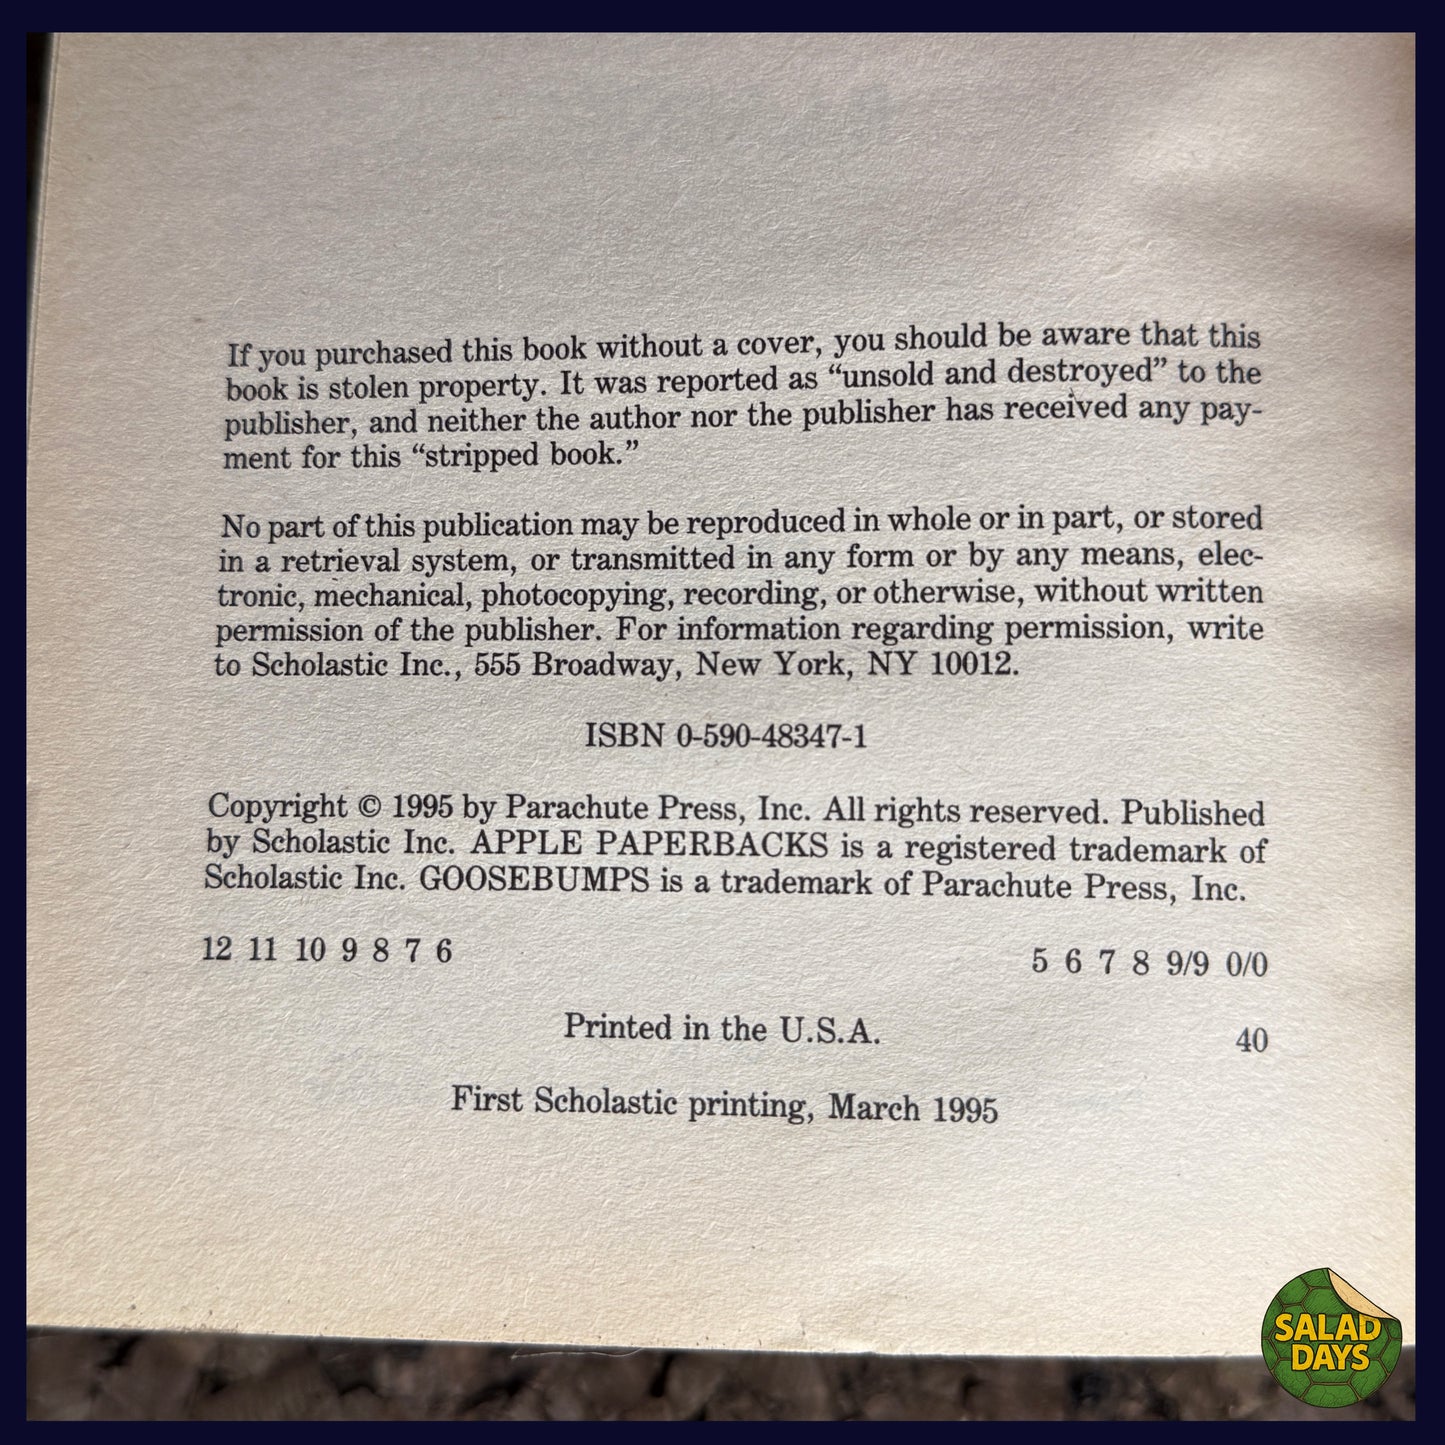 If you purchased this book without a cover, you should be aware that this
book is stolen property. It was reported as “unsold and destroyed” to the
publisher, and neither the author nor the publisher has received any pay-
ment for this “stripped book.”
No part of this publication may be reproduced in whole or in part, or stored
in a retrieval system, or transmitted in any form or by any means, elec-
tronic, mechanical, photocopying, recording, or otherwise, without written
permission of the publisher. For information regarding permission, write
to Scholastic Inc., 555 Broadway, New York, NY 10012.
ISBN 0-590-48347-1
Copyright © 1995 by Parachute Press, Inc. All rights reserved. Published
by Scholastic Inc. APPLE PAPERBACKS is a registered trademark of
Scholastic Inc. GOOSEBUMPS is a trademark of Parachute Press, Inc.
12 11 10 9 8 7 6 5 6 7 8 9/9 0/0
Printed in the U.S.A. 40
First Scholastic printing, March 1995
SALAD
DAYS